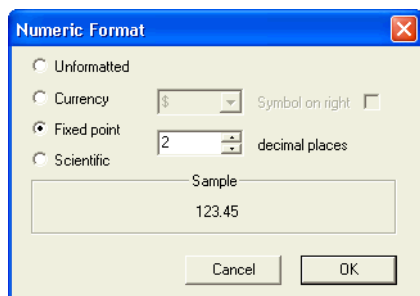 Numeric Format
Unformatted
Currency $ Symbol on right
Fixed point 2 decimal places
Scientific
Sample
123.45
Cancel OK